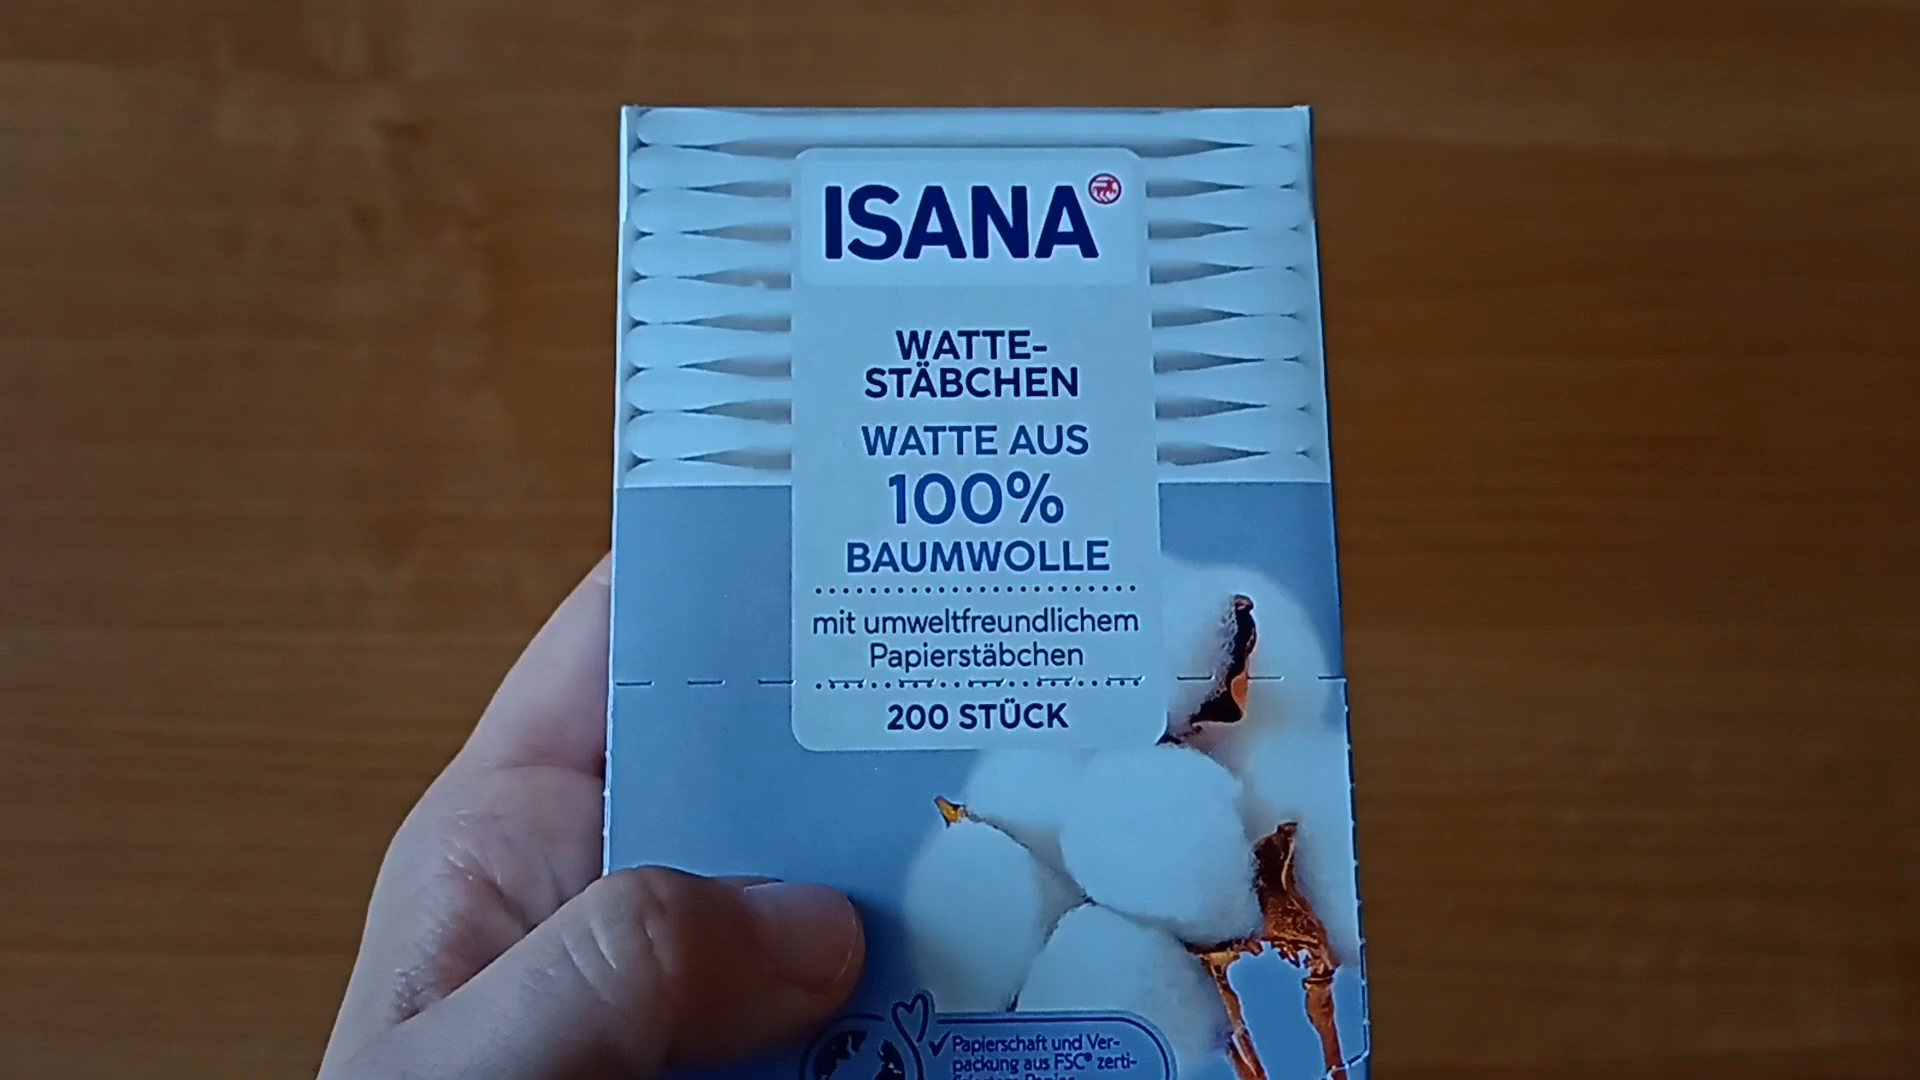 ISANA
WATTE-
STÄBCHEN
WATTE AUS
100%
BAUMWOLLE
mit umweltfreundlichem
Papierstäbchen
200 STÜCK
Papierschaft und Ver-
packung aus FSC® zerti-